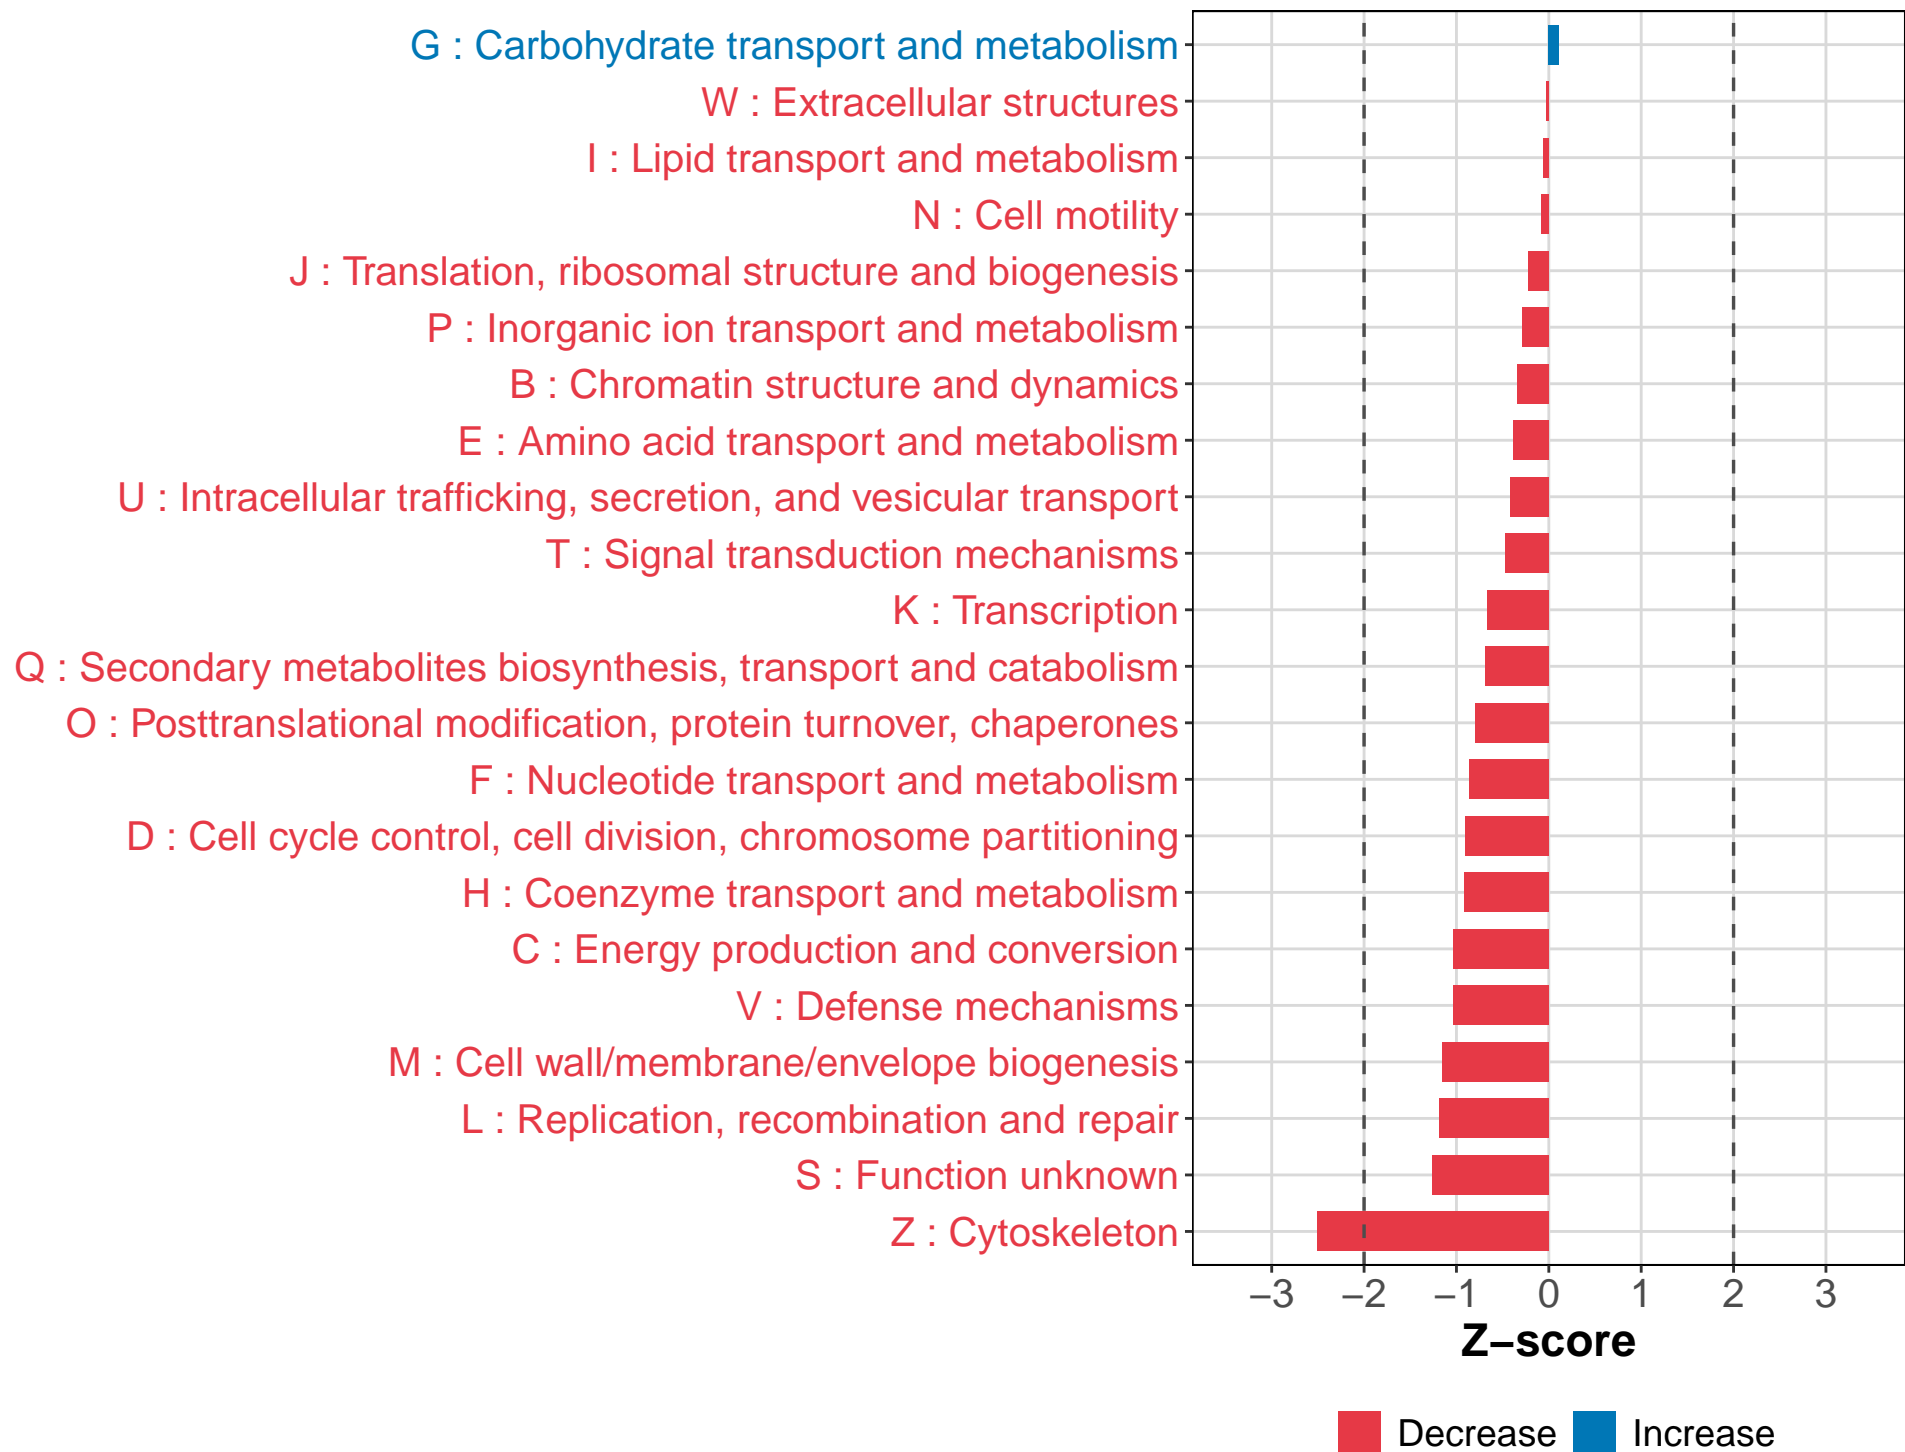 G : Carbohydrate transport and metabolism
W : Extracellular structures
I : Lipid transport and metabolism
N : Cell motility
J : Translation, ribosomal structure and biogenesis
P : Inorganic ion transport and metabolism
B : Chromatin structure and dynamics
E : Amino acid transport and metabolism
U : Intracellular trafficking, secretion, and vesicular transport
T : Signal transduction mechanisms
K : Transcription
Q : Secondary metabolites biosynthesis, transport and catabolism
O : Posttranslational modification, protein turnover, chaperones
F : Nucleotide transport and metabolism
D : Cell cycle control, cell division, chromosome partitioning
H : Coenzyme transport and metabolism
C : Energy production and conversion
V : Defense mechanisms
M : Cell wall/membrane/envelope biogenesis
L : Replication, recombination and repair
S : Function unknown
Z : Cytoskeleton
−3 −2 −1 0 1 2 3
Z−score
Decrease Increase